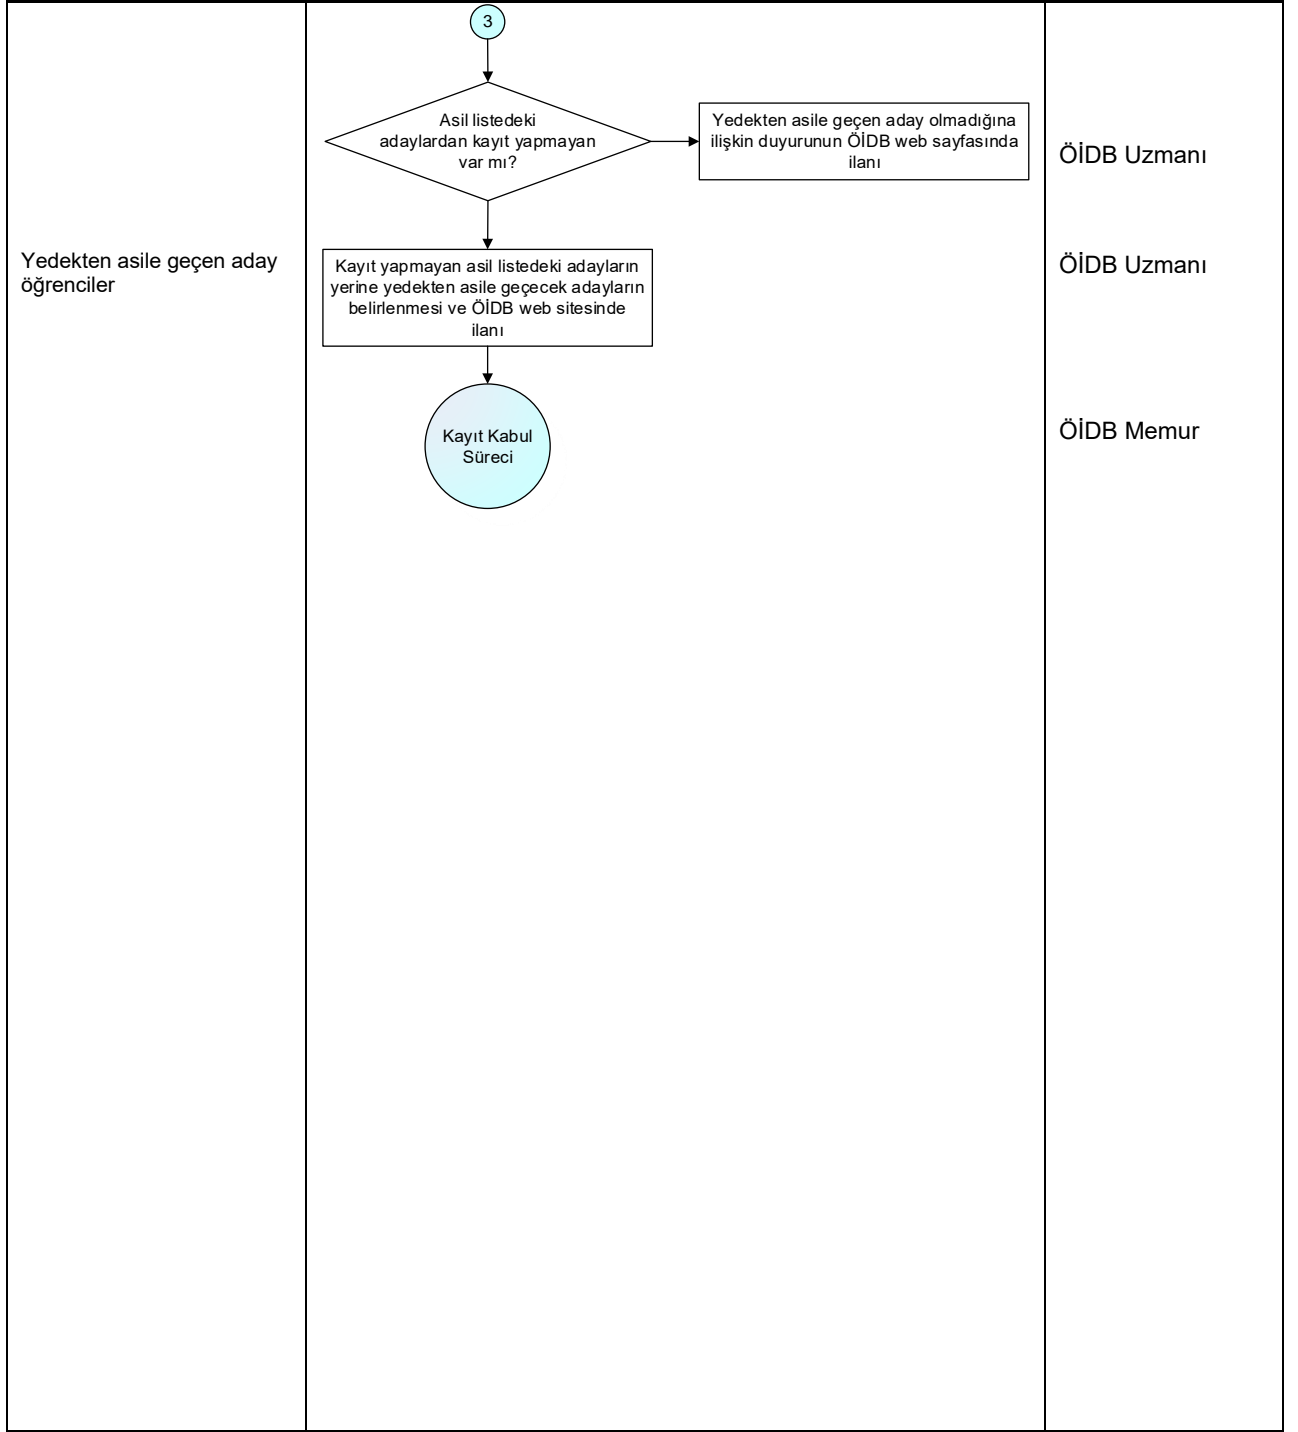 3
Asil listedeki
adaylardan kayıt yapmayan
var mı?
Yedekten asile geçen aday olmadığına
ilişkin duyurunun ÖİDB web sayfasında
ilanı
ÖİDB Uzmanı
Yedekten asile geçen aday
öğrenciler
Kayıt yapmayan asil listedeki adayların
yerine yedekten asile geçecek adayların
belirlenmesi ve ÖİDB web sitesinde
ilanı
ÖİDB Uzmanı
Kayıt Kabul
Süreci
ÖİDB Memur